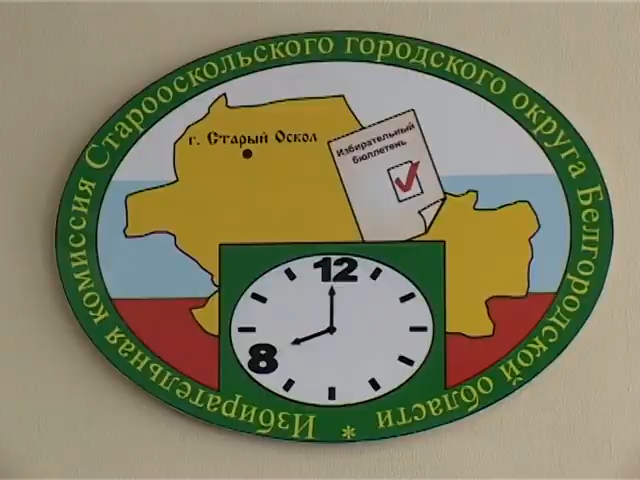 Избирательная комиссия Старооскольского городского округа Белгородской области *
г. Старый Оскол
Избирательный
бюллетень
12
8